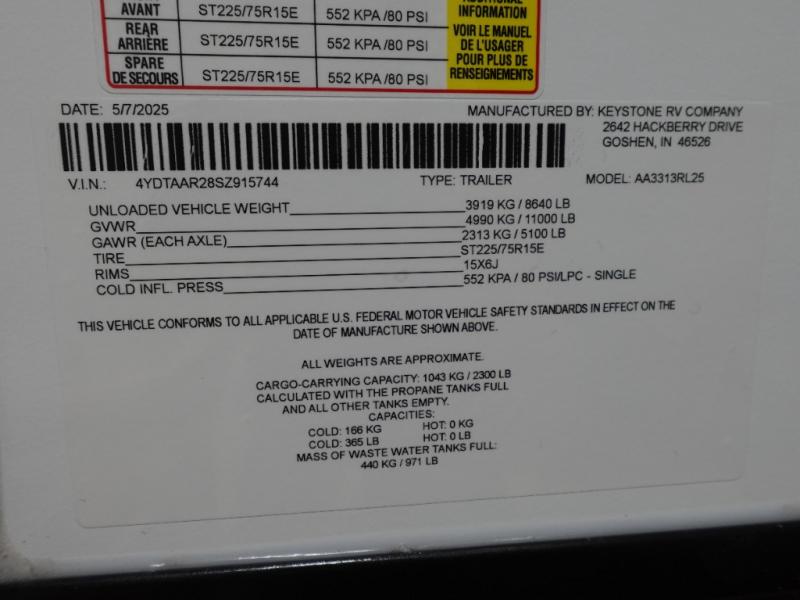 AVANT ST225/75R15E 552 KPA /80 PSI
INFORMATION
REAR
ARRIÈRE ST225/75R15E 552 KPA /80 PSI
VOIR LE MANUEL
DE L'USAGER
POUR PLUS DE
RENSEIGNEMENTS
SPARE
DE SECOURS ST225/75R15E 552 KPA /80 PSI
DATE: 5/7/2025 MANUFACTURED BY: KEYSTONE RV COMPANY
2642 HACKBERRY DRIVE
GOSHEN, IN 46526
V.I.N.: 4YDTAAR28SZ915744 TYPE: TRAILER MODEL: AA3313RL25
UNLOADED VEHICLE WEIGHT 3919 KG / 8640 LB
GVWR 4990 KG / 11000 LB
GAWR (EACH AXLE) 2313 KG / 5100 LB
TIRE ST225/75R15E
RIMS 15X6J
COLD INFL. PRESS 552 KPA / 80 PSI/LPC - SINGLE
THIS VEHICLE CONFORMS TO ALL APPLICABLE U.S. FEDERAL MOTOR VEHICLE SAFETY STANDARDS IN EFFECT ON THE
DATE OF MANUFACTURE SHOWN ABOVE.
ALL WEIGHTS ARE APPROXIMATE.
CARGO-CARRYING CAPACITY: 1043 KG / 2300 LB
CALCULATED WITH THE PROPANE TANKS FULL
AND ALL OTHER TANKS EMPTY.
CAPACITIES:
COLD: 166 KG HOT: 0 KG
COLD: 365 LB HOT: 0 LB
MASS OF WASTE WATER TANKS FULL:
440 KG / 971 LB